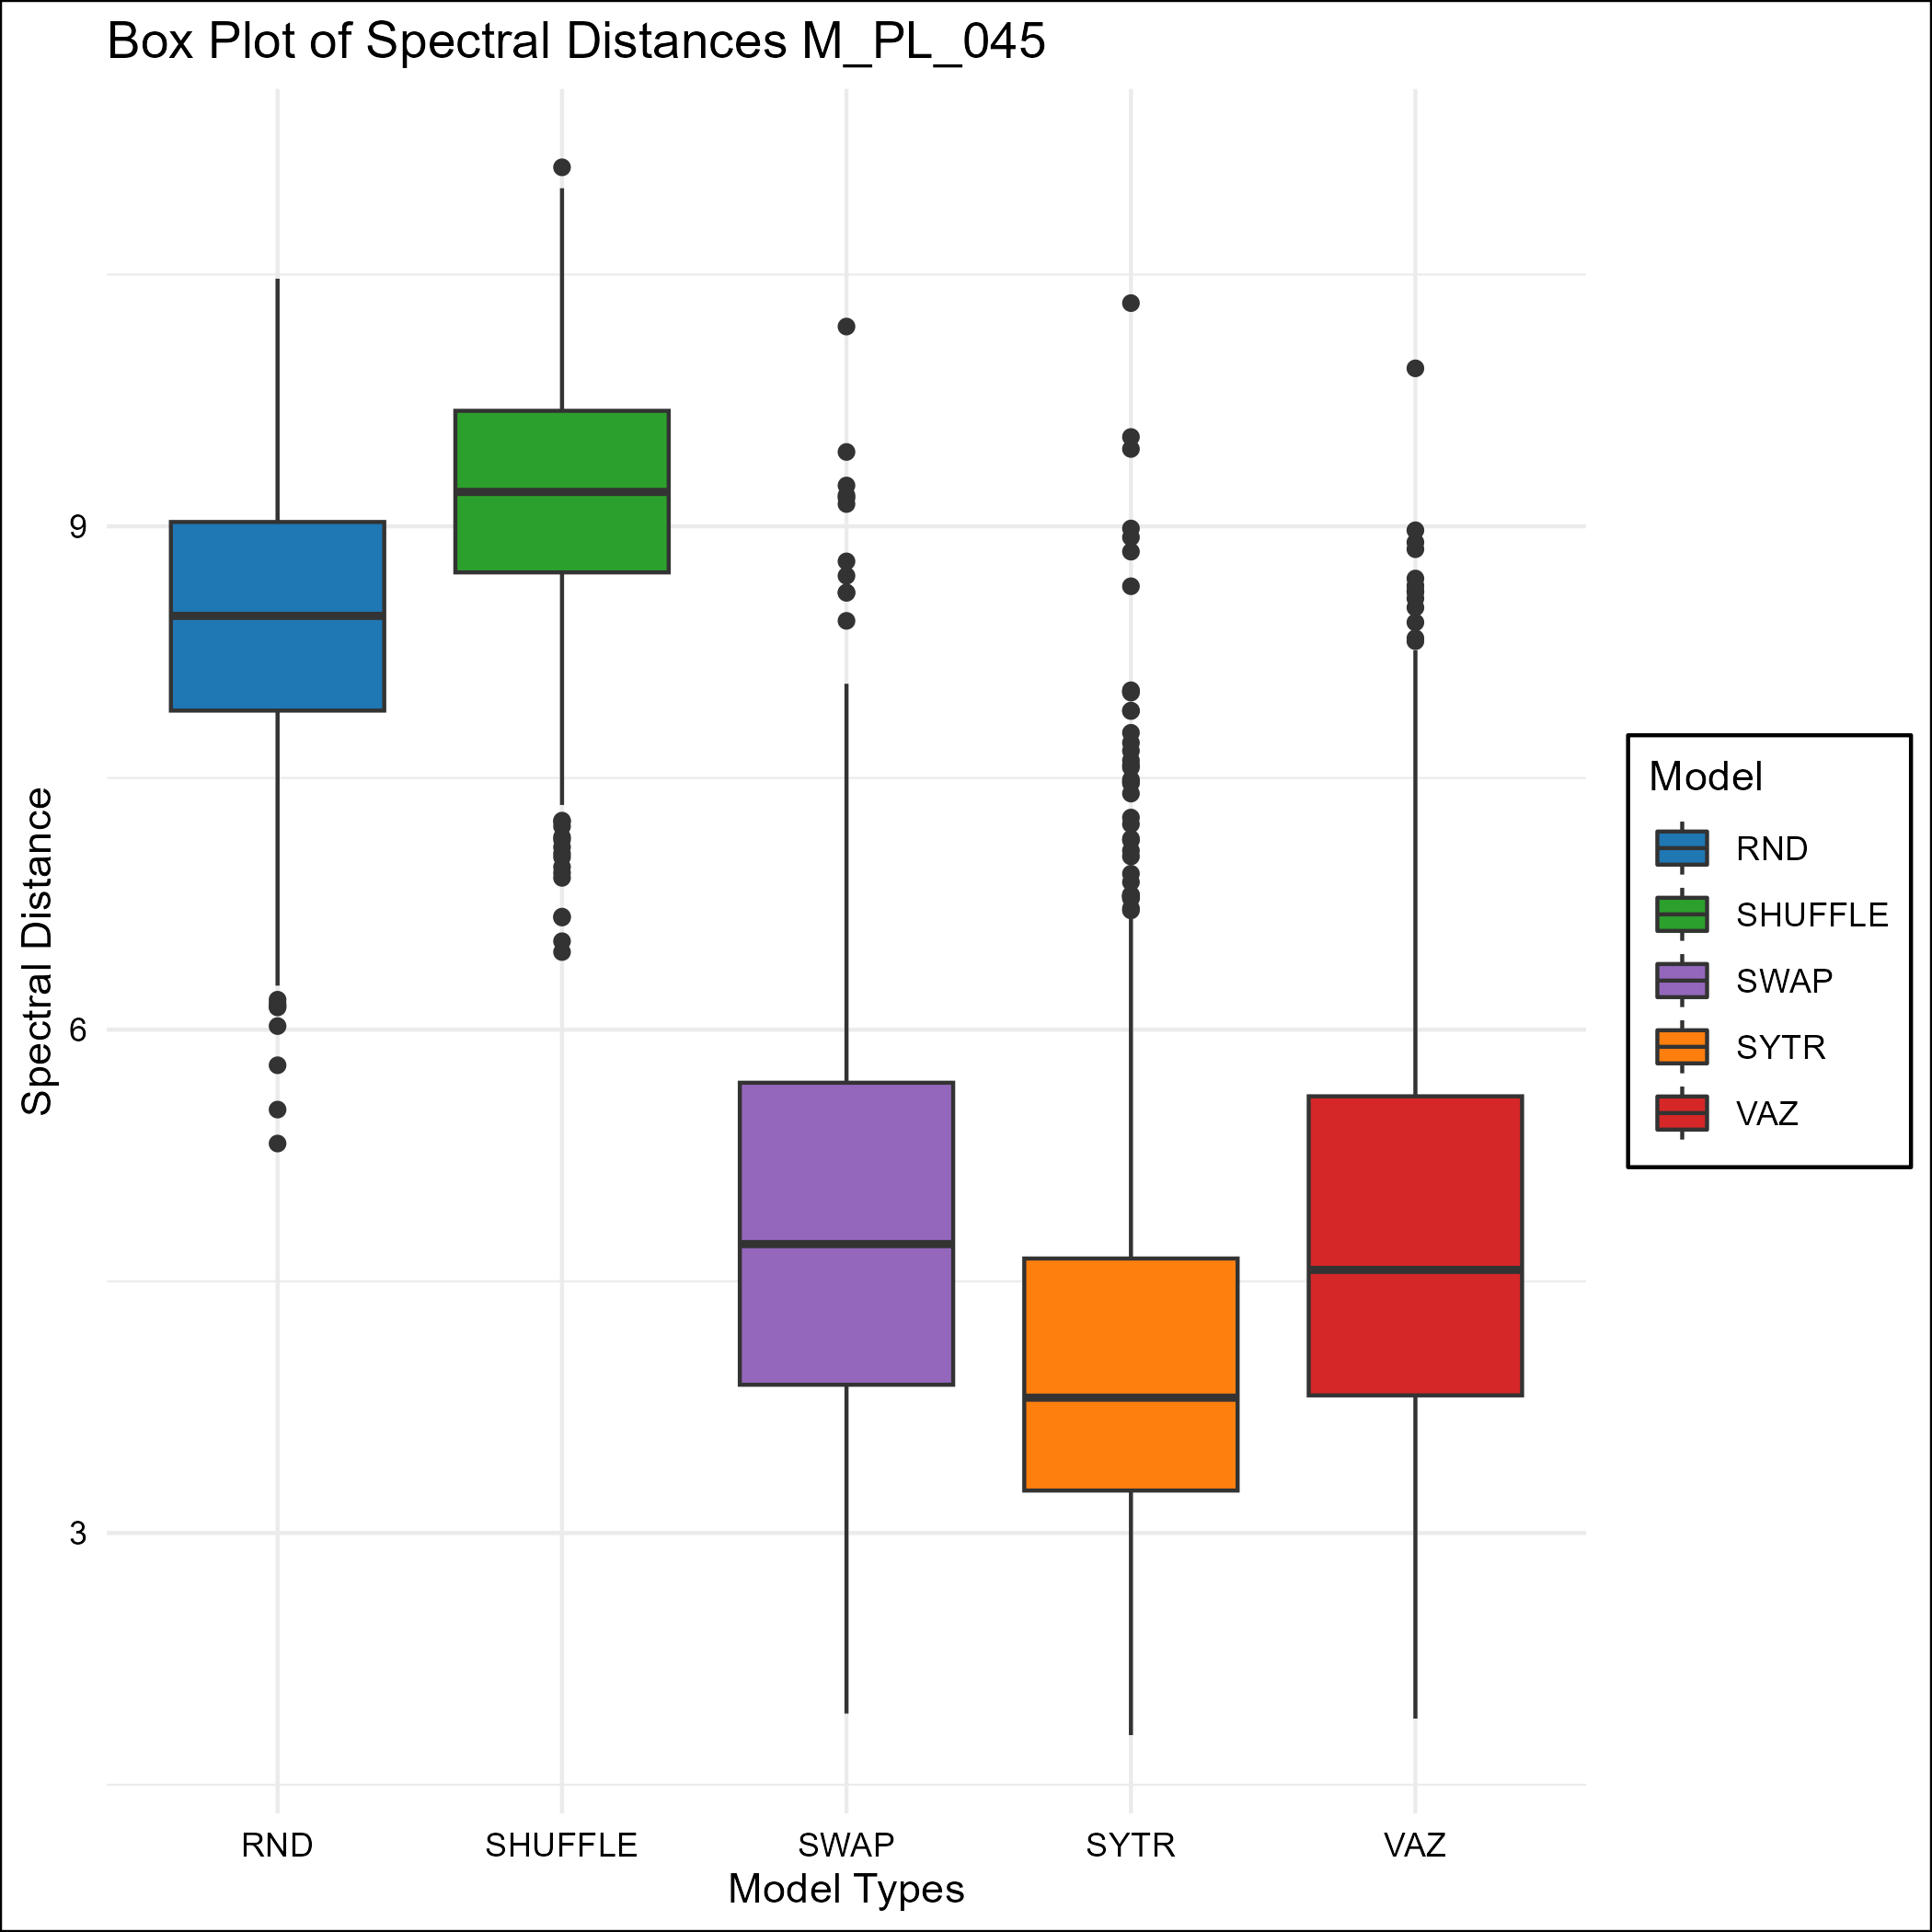 Box Plot of Spectral Distances M_PL_045
Spectral Distance
9
6
3
RND
SHUFFLE
SWAP
SYTR
VAZ
Model Types
Model
RND
SHUFFLE
SWAP
SYTR
VAZ